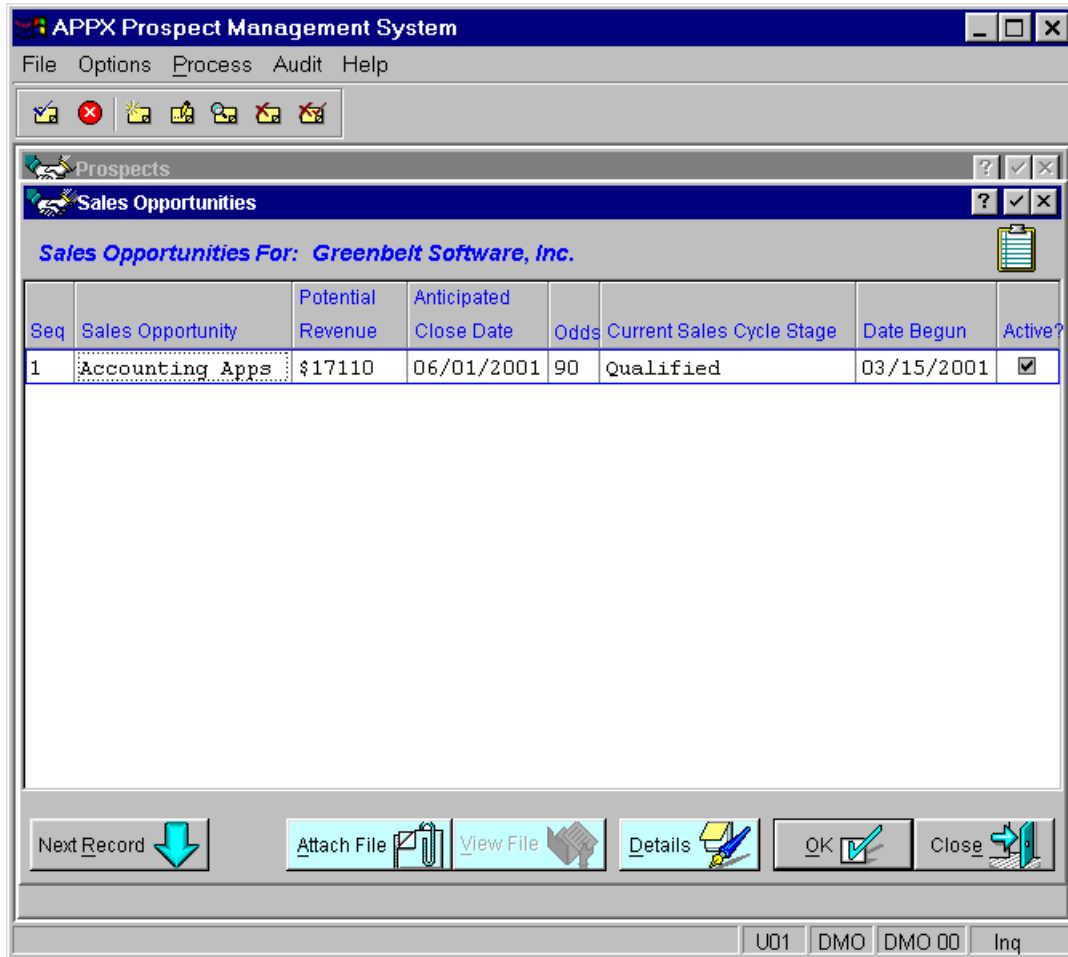 APPX Prospect Management System
File Options Process Audit Help
Prospects
Sales Opportunities
Sales Opportunities For: Greenbelt Software, Inc.
Potential Anticipated
Seq Sales Opportunity Revenue Close Date Odds Current Sales Cycle Stage Date Begun Active?
1 Accounting Apps $17110 06/01/2001 90 Qualified 03/15/2001
Next Record Attach File View File Details OK Close
U01 DMO DMO 00 Inq